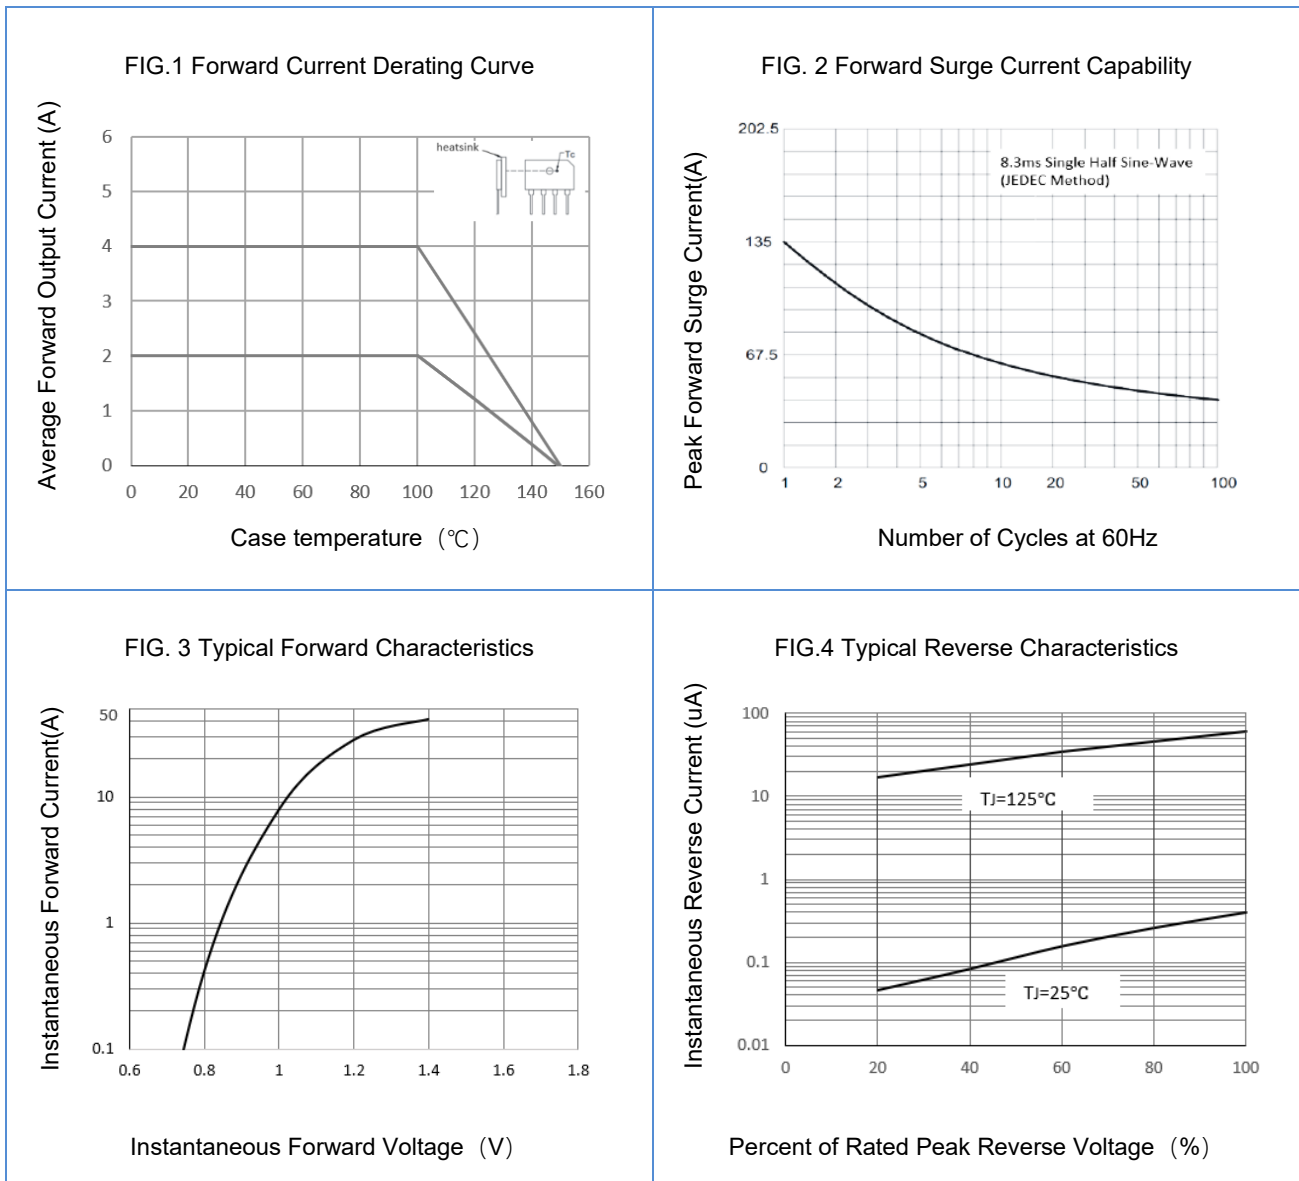 FIG.1 Forward Current Derating Curve
Average Forward Output Current (A)
6
5
4
3
2
1
0
heatsink
Tc
0 20 40 60 80 100 120 140 160
Case temperature（℃）
FIG. 2 Forward Surge Current Capability
Peak Forward Surge Current(A)
202.5
135
67.5
0
8.3ms Single Half Sine-Wave
(JEDEC Method)
1 2 5 10 20 50 100
Number of Cycles at 60Hz
FIG. 3 Typical Forward Characteristics
Instantaneous Forward Current(A)
50
10
1
0.1
0.6 0.8 1 1.2 1.4 1.6 1.8
Instantaneous Forward Voltage（V）
FIG.4 Typical Reverse Characteristics
Instantaneous Reverse Current (uA)
100
10
1
0.1
0.01
TJ=125℃
TJ=25℃
0 20 40 60 80 100
Percent of Rated Peak Reverse Voltage（%）